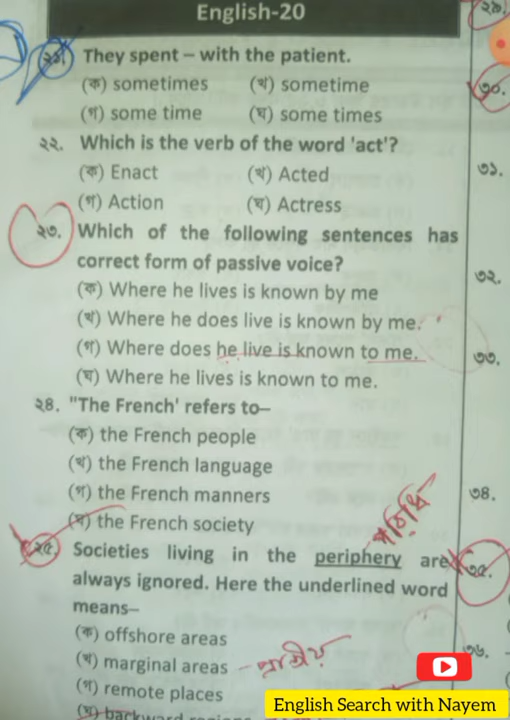 English-20
২৯.
২১. They spent – with the patient.
(ক) sometimes (খ) sometime
(গ) some time (ঘ) some times
৩০.
২২. Which is the verb of the word 'act'?
(ক) Enact (খ) Acted
(গ) Action (ঘ) Actress
৩১.
২৩. Which of the following sentences has
correct form of passive voice?
(ক) Where he lives is known by me
(খ) Where he does live is known by me.
(গ) Where does he live is known to me.
(ঘ) Where he lives is known to me.
৩২.
৩৩.
২৪. "The French' refers to–
(ক) the French people
(খ) the French language
(গ) the French manners
(ঘ) the French society
৩৪.
পরিধি
২৫. Societies living in the periphery are
always ignored. Here the underlined word
means–
(ক) offshore areas
(খ) marginal areas - প্রান্তীয়
(গ) remote places
(ঘ) backward regions
৩৫.
৩৬.
English Search with Nayem